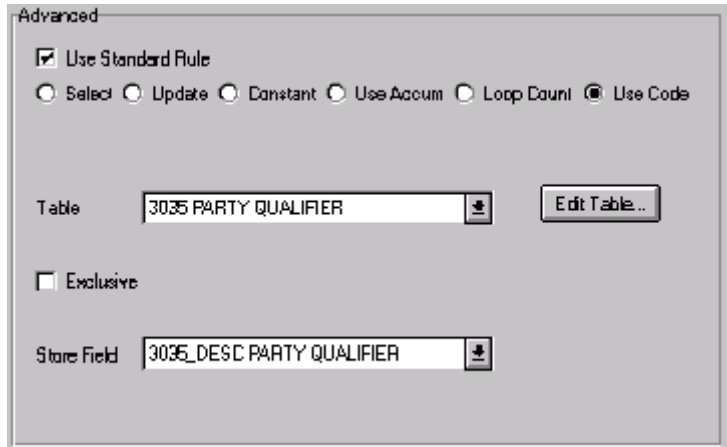 Advanced
Use Standard Rule
Select Update Constant Use Accum Loop Count Use Code
Table 3035 PARTY QUALIFIER Edit Table...
Exclusive
Store Field 3035_DESC PARTY QUALIFIER